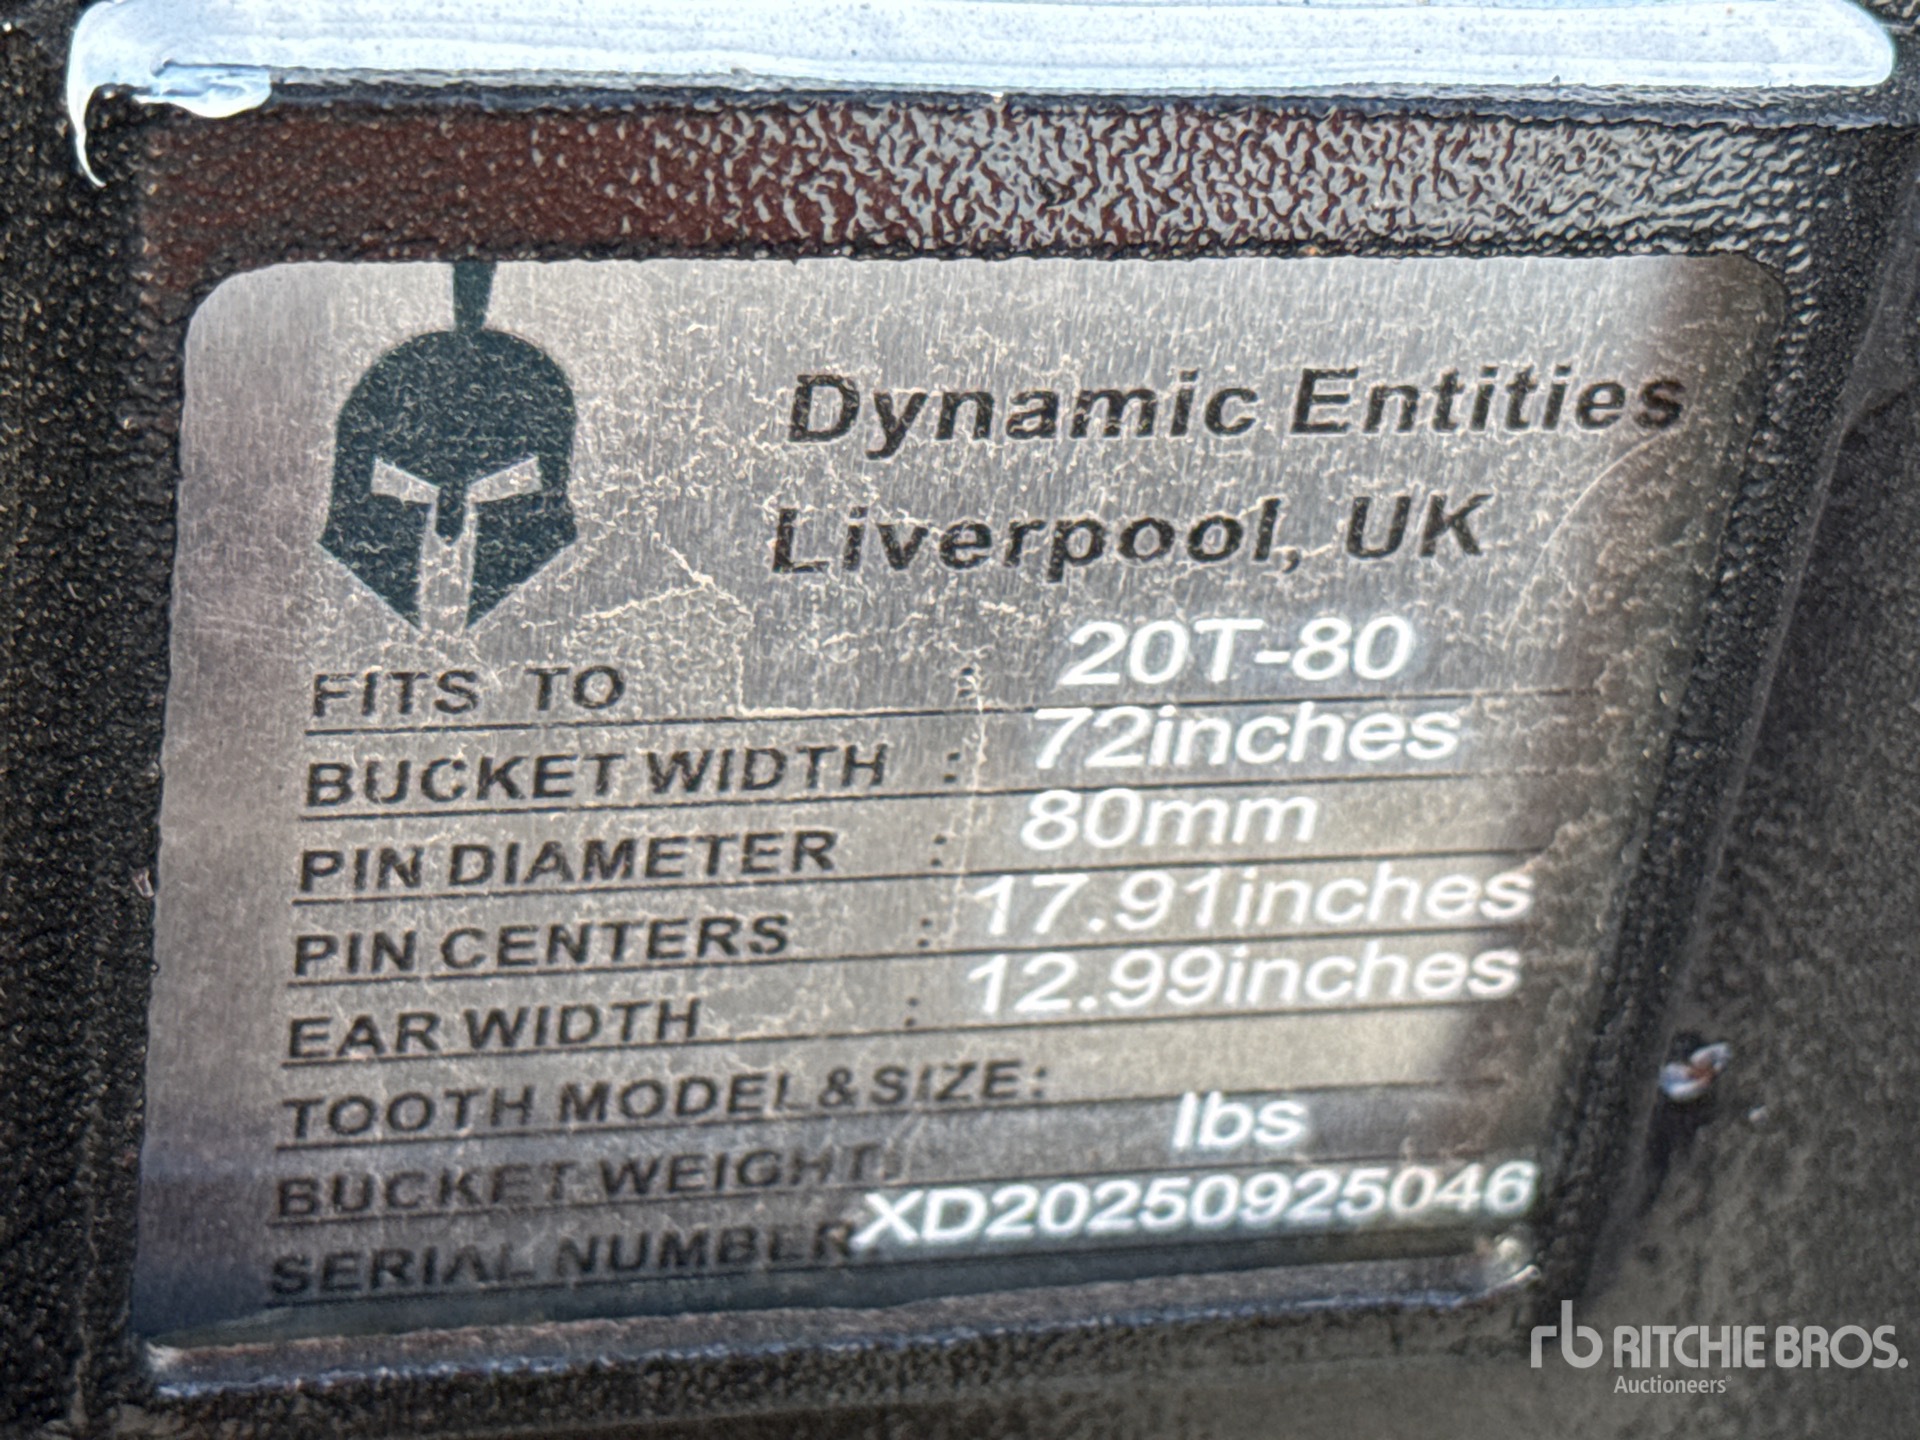 Dynamic Entities
Liverpool, UK
FITS TO : 20T-80
BUCKET WIDTH : 72inches
PIN DIAMETER : 80mm
PIN CENTERS : 17.91inches
EAR WIDTH : 12.99inches
TOOTH MODEL&SIZE:
BUCKET WEIGHT: lbs
SERIAL NUMBER: XD20250925046
rb RITCHIE BROS.
Auctioneers